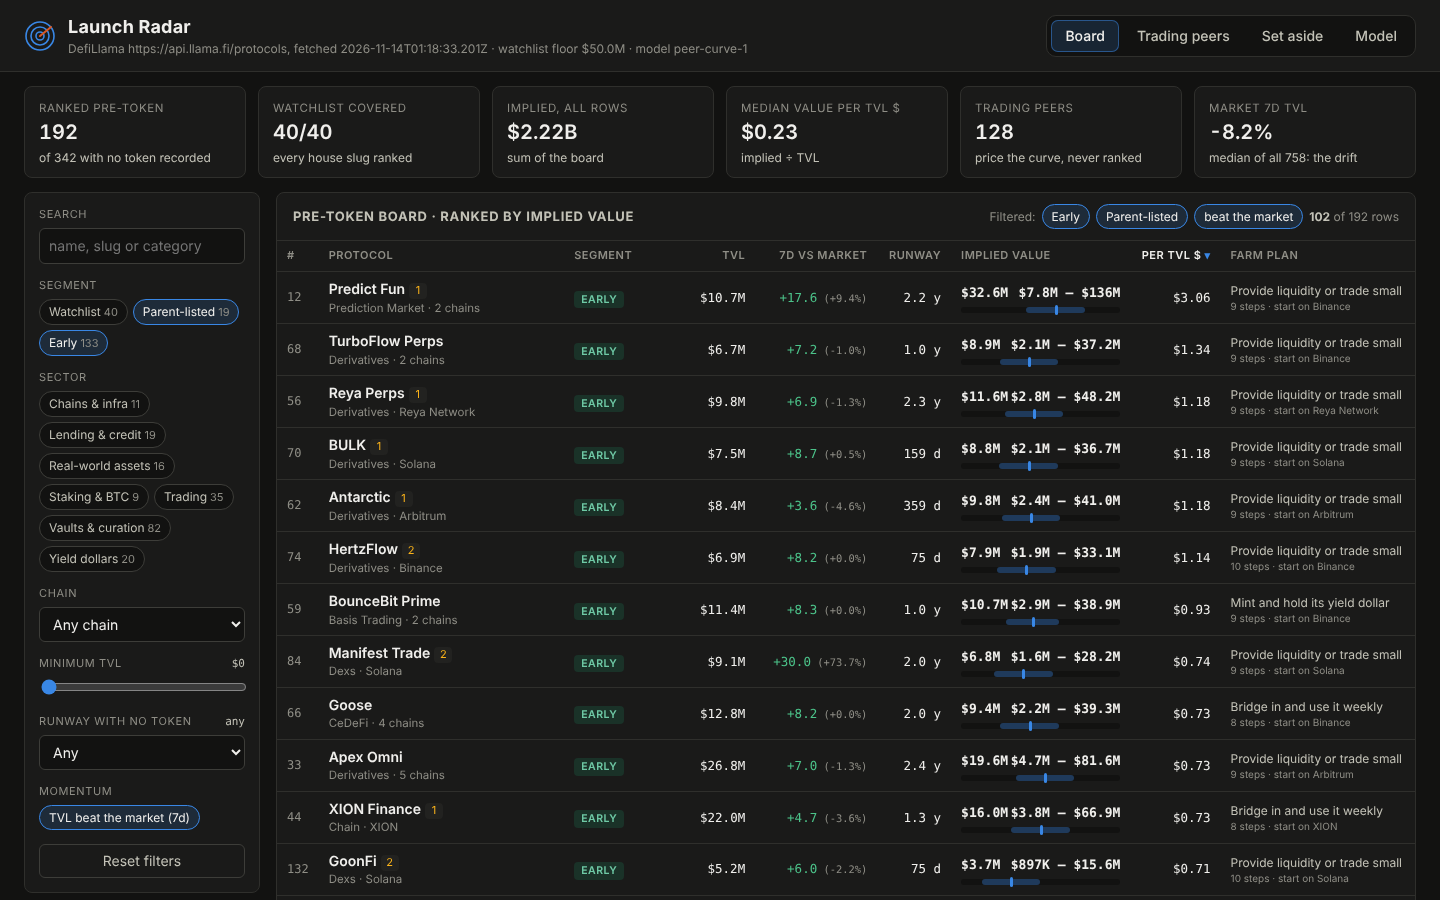 Launch Radar
DefiLlama https://api.llama.fi/protocols, fetched 2026-11-14T01:18:33.201Z · watchlist floor $50.0M · model peer-curve-1
Board Trading peers Set aside Model
RANKED PRE-TOKEN
192
of 342 with no token recorded
WATCHLIST COVERED
40/40
every house slug ranked
IMPLIED, ALL ROWS
$2.22B
sum of the board
MEDIAN VALUE PER TVL $
$0.23
implied ÷ TVL
TRADING PEERS
128
price the curve, never ranked
MARKET 7D TVL
-8.2%
median of all 758: the drift
SEARCH
name, slug or category
SEGMENT
Watchlist 40 Parent-listed 19
Early 133
SECTOR
Chains & infra 11
Lending & credit 19
Real-world assets 16
Staking & BTC 9 Trading 35
Vaults & curation 82
Yield dollars 20
CHAIN
Any chain
MINIMUM TVL $0
RUNWAY WITH NO TOKEN any
Any
MOMENTUM
TVL beat the market (7d)
Reset filters
PRE-TOKEN BOARD · RANKED BY IMPLIED VALUE
Filtered: Early Parent-listed beat the market 102 of 192 rows
# PROTOCOL SEGMENT TVL 7D VS MARKET RUNWAY IMPLIED VALUE PER TVL $ ▼ FARM PLAN
12 Predict Fun 1 EARLY $10.7M +17.6 (+9.4%) 2.2 y $32.6M $7.8M – $136M $3.06 Provide liquidity or trade small
Prediction Market · 2 chains 9 steps · start on Binance
68 TurboFlow Perps EARLY $6.7M +7.2 (-1.0%) 1.0 y $8.9M $2.1M – $37.2M $1.34 Provide liquidity or trade small
Derivatives · 2 chains 9 steps · start on Binance
56 Reya Perps 1 EARLY $9.8M +6.9 (-1.3%) 2.3 y $11.6M $2.8M – $48.2M $1.18 Provide liquidity or trade small
Derivatives · Reya Network 9 steps · start on Reya Network
70 BULK 1 EARLY $7.5M +8.7 (+0.5%) 159 d $8.8M $2.1M – $36.7M $1.18 Provide liquidity or trade small
Derivatives · Solana 9 steps · start on Solana
62 Antarctic 1 EARLY $8.4M +3.6 (-4.6%) 359 d $9.8M $2.4M – $41.0M $1.18 Provide liquidity or trade small
Derivatives · Arbitrum 9 steps · start on Arbitrum
74 HertzFlow 2 EARLY $6.9M +8.2 (+0.0%) 75 d $7.9M $1.9M – $33.1M $1.14 Provide liquidity or trade small
Derivatives · Binance 10 steps · start on Binance
59 BounceBit Prime EARLY $11.4M +8.3 (+0.0%) 1.0 y $10.7M $2.9M – $38.9M $0.93 Mint and hold its yield dollar
Basis Trading · 2 chains 9 steps · start on Binance
84 Manifest Trade 2 EARLY $9.1M +30.0 (+73.7%) 2.0 y $6.8M $1.6M – $28.2M $0.74 Provide liquidity or trade small
Dexs · Solana 9 steps · start on Solana
66 Goose EARLY $12.8M +8.2 (+0.0%) 2.0 y $9.4M $2.2M – $39.3M $0.73 Bridge in and use it weekly
CeDeFi · 4 chains 8 steps · start on Binance
33 Apex Omni EARLY $26.8M +7.0 (-1.3%) 2.4 y $19.6M $4.7M – $81.6M $0.73 Provide liquidity or trade small
Derivatives · 5 chains 9 steps · start on Arbitrum
44 XION Finance 1 EARLY $22.0M +4.7 (-3.6%) 1.3 y $16.0M $3.8M – $66.9M $0.73 Bridge in and use it weekly
Chain · XION 8 steps · start on XION
132 GoonFi 2 EARLY $5.2M +6.0 (-2.2%) 75 d $3.7M $897K – $15.6M $0.71 Provide liquidity or trade small
Dexs · Solana 10 steps · start on Solana